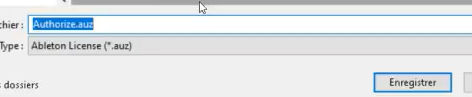 chier : Authorize.auz
Type : Ableton License (*.auz)
dossiers
Enregistrer